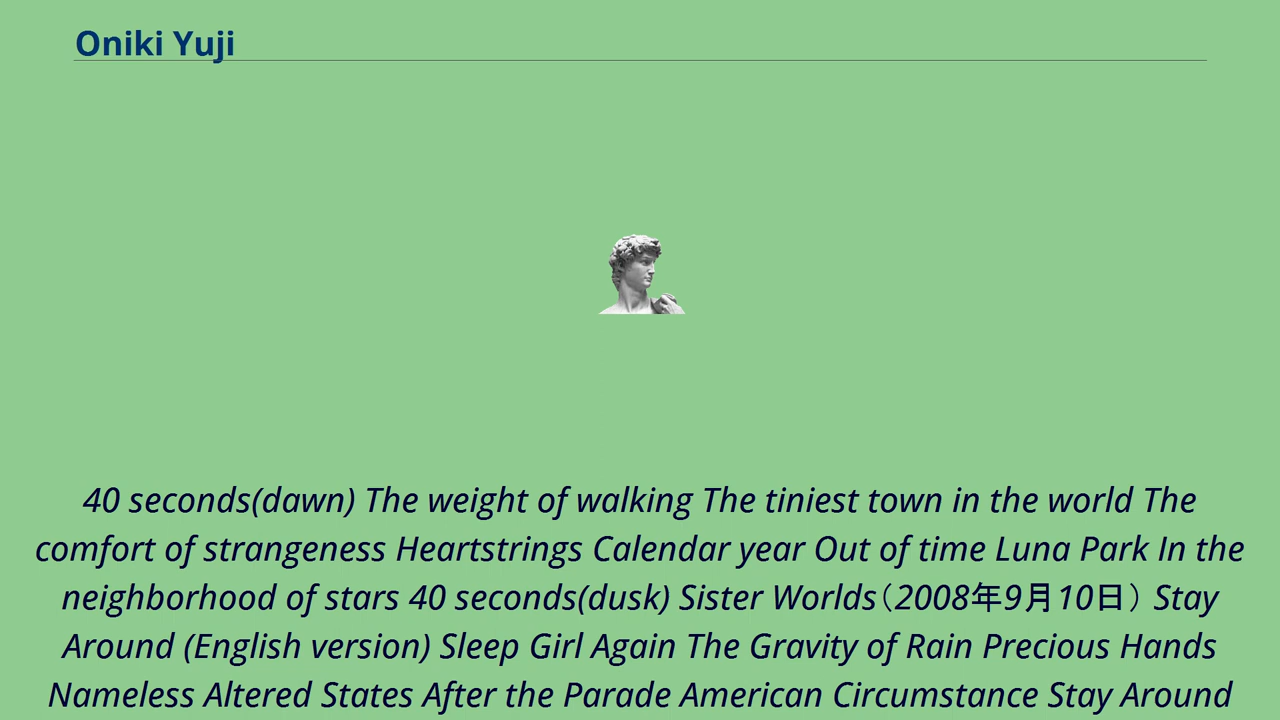 Oniki Yuji
40 seconds(dawn) The weight of walking The tiniest town in the world The
comfort of strangeness Heartstrings Calendar year Out of time Luna Park In the
neighborhood of stars 40 seconds(dusk) Sister Worlds（2008年9月10日） Stay
Around (English version) Sleep Girl Again The Gravity of Rain Precious Hands
Nameless Altered States After the Parade American Circumstance Stay Around